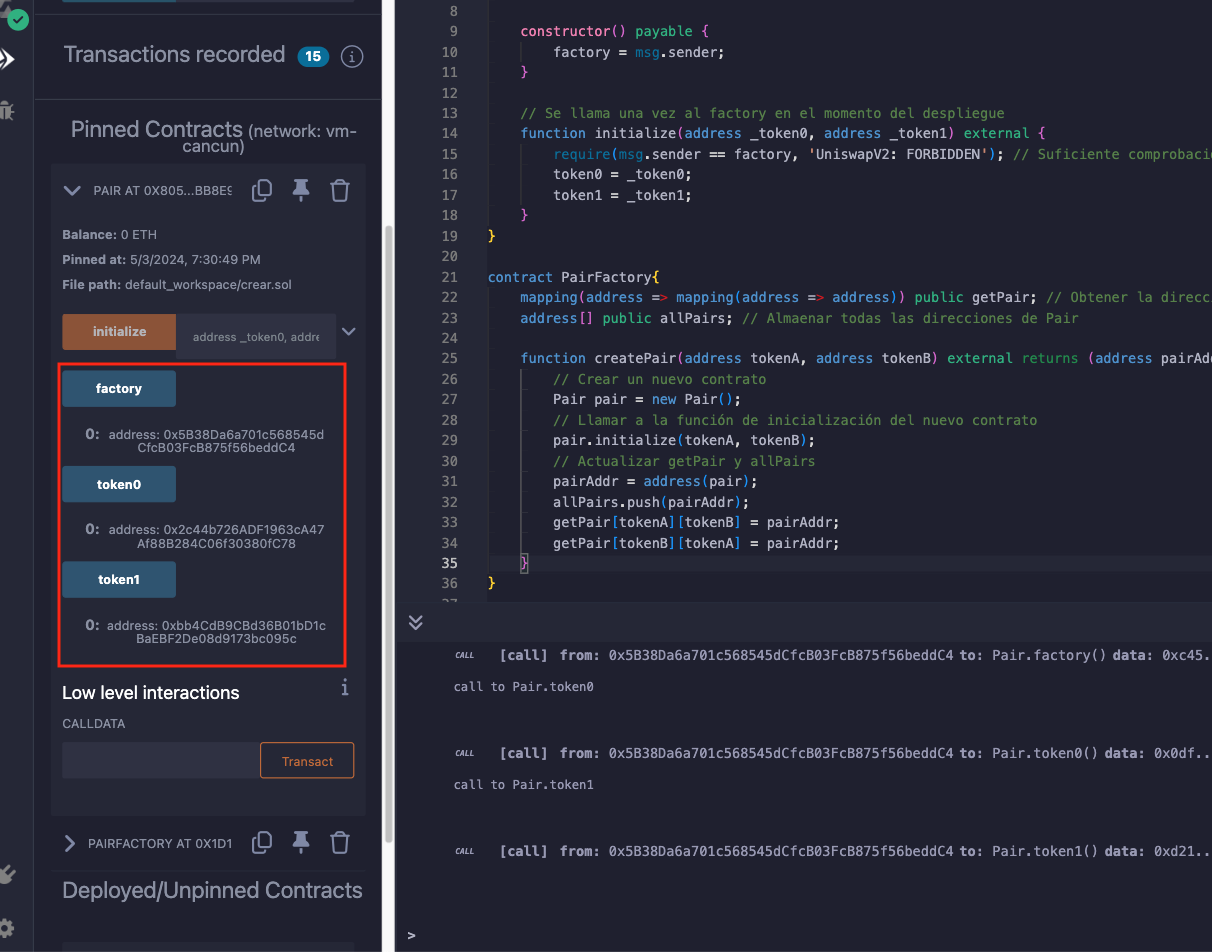 Transactions recorded 15 i
Pinned Contracts (network: vm-
cancun)
PAIR AT 0X805...BB8E9
Balance: 0 ETH
Pinned at: 5/3/2024, 7:30:49 PM
File path: default_workspace/crear.sol
initialize address _token0, addre
factory
0: address: 0x5B38Da6a701c568545d
CfcB03FcB875f56beddC4
token0
0: address: 0x2c44b726ADF1963cA47
Af88B284C06f30380fC78
token1
0: address: 0xbb4CdB9CBd36B01bD1c
BaEBF2De08d9173bc095c
Low level interactions i
CALLDATA
Transact
PAIRFACTORY AT 0X1D1
Deployed/Unpinned Contracts
8
9 constructor() payable {
10 factory = msg.sender;
11 }
12
13 // Se llama una vez al factory en el momento del despliegue
14 function initialize(address _token0, address _token1) external {
15 require(msg.sender == factory, 'UniswapV2: FORBIDDEN'); // Suficiente comprobaci
16 token0 = _token0;
17 token1 = _token1;
18 }
19 }
20
21 contract PairFactory{
22 mapping(address => mapping(address => address)) public getPair; // Obtener la direcc
23 address[] public allPairs; // Almaenar todas las direcciones de Pair
24
25 function createPair(address tokenA, address tokenB) external returns (address pairAdd
26 // Crear un nuevo contrato
27 Pair pair = new Pair();
28 // Llamar a la función de inicialización del nuevo contrato
29 pair.initialize(tokenA, tokenB);
30 // Actualizar getPair y allPairs
31 pairAddr = address(pair);
32 allPairs.push(pairAddr);
33 getPair[tokenA][tokenB] = pairAddr;
34 getPair[tokenB][tokenA] = pairAddr;
35 }
36 }
37
CALL [call] from: 0x5B38Da6a701c568545dCfcB03FcB875f56beddC4 to: Pair.factory() data: 0xc45...
call to Pair.token0
CALL [call] from: 0x5B38Da6a701c568545dCfcB03FcB875f56beddC4 to: Pair.token0() data: 0x0df...
call to Pair.token1
CALL [call] from: 0x5B38Da6a701c568545dCfcB03FcB875f56beddC4 to: Pair.token1() data: 0xd21...
>